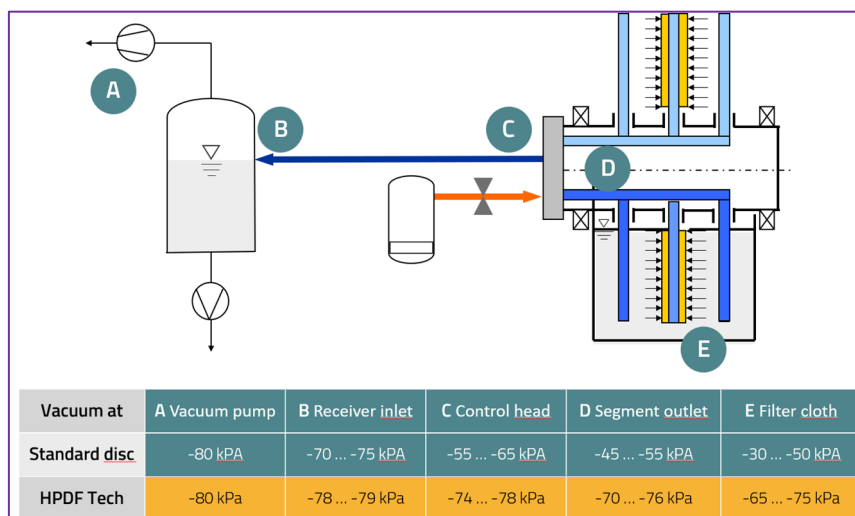 A
B
C
D
E
Vacuum at A Vacuum pump B Receiver inlet C Control head D Segment outlet E Filter cloth
Standard disc -80 kPA -70 ... -75 kPA -55 ... -65 kPA -45 ... -55 kPA -30 ... -50 kPA
HPDF Tech -80 kPa -78 ... -79 kPa -74 ... -78 kPa -70 ... -76 kPa -65 ... -75 kPa